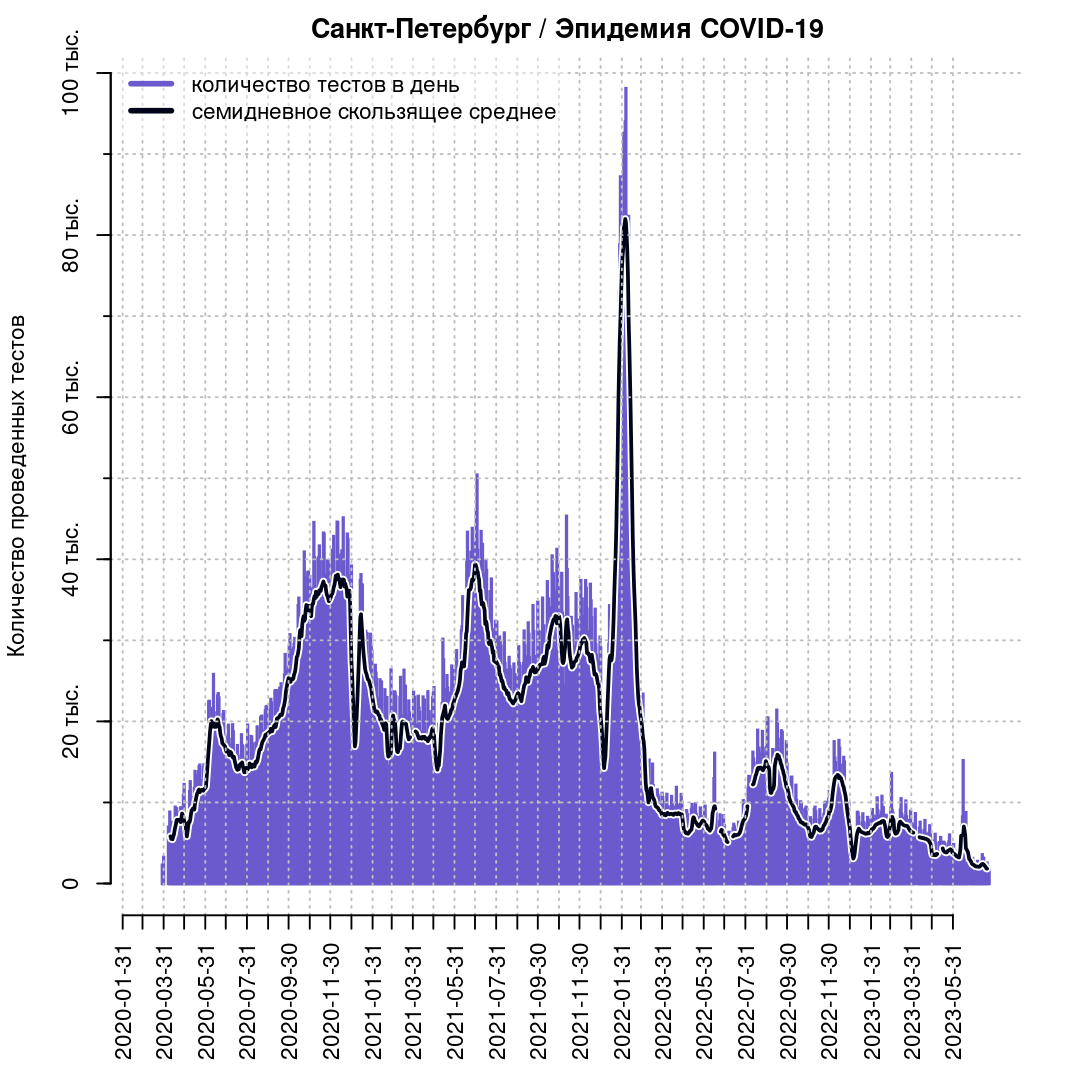 Санкт-Петербург / Эпидемия COVID-19
количество тестов в день
семидневное скользящее среднее
Количество проведенных тестов
100 тыс.
80 тыс.
60 тыс.
40 тыс.
20 тыс.
0
2020-01-31
2020-03-31
2020-05-31
2020-07-31
2020-09-30
2020-11-30
2021-01-31
2021-03-31
2021-05-31
2021-07-31
2021-09-30
2021-11-30
2022-01-31
2022-03-31
2022-05-31
2022-07-31
2022-09-30
2022-11-30
2023-01-31
2023-03-31
2023-05-31